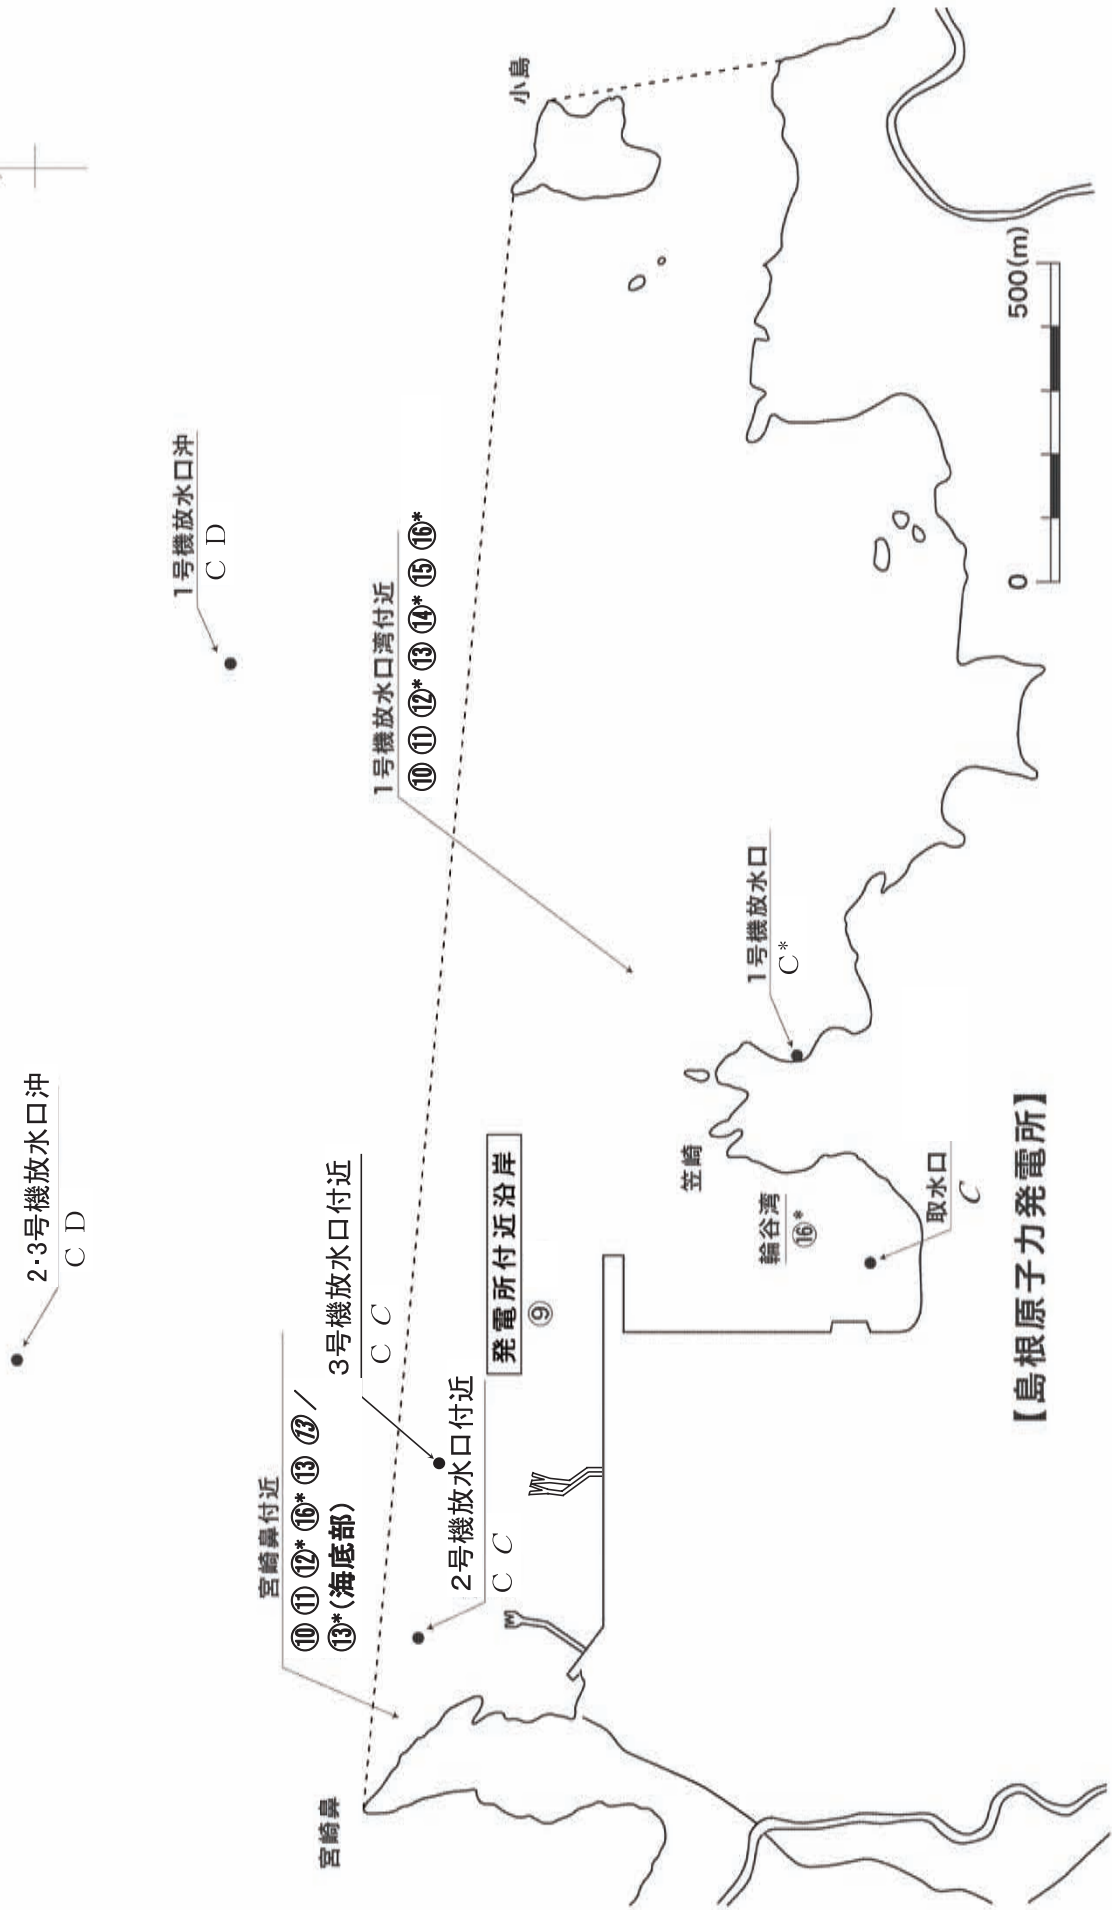 2・3号機放水口沖
C D
1号機放水口沖
C D
宮崎鼻付近
⑩ ⑪ ⑫* ⑯* ⑬ ⑬ /
⑬*(海底部)
3号機放水口付近
C C
1号機放水口湾付近
⑩ ⑪ ⑫* ⑬ ⑭* ⑮ ⑯*
小島
宮崎鼻
2号機放水口付近
C C
発電所付近沿岸
⑨
笠崎
輪谷湾
⑯*
1号機放水口
C*
取水口
C
0
500(m)
【島根原子力発電所】